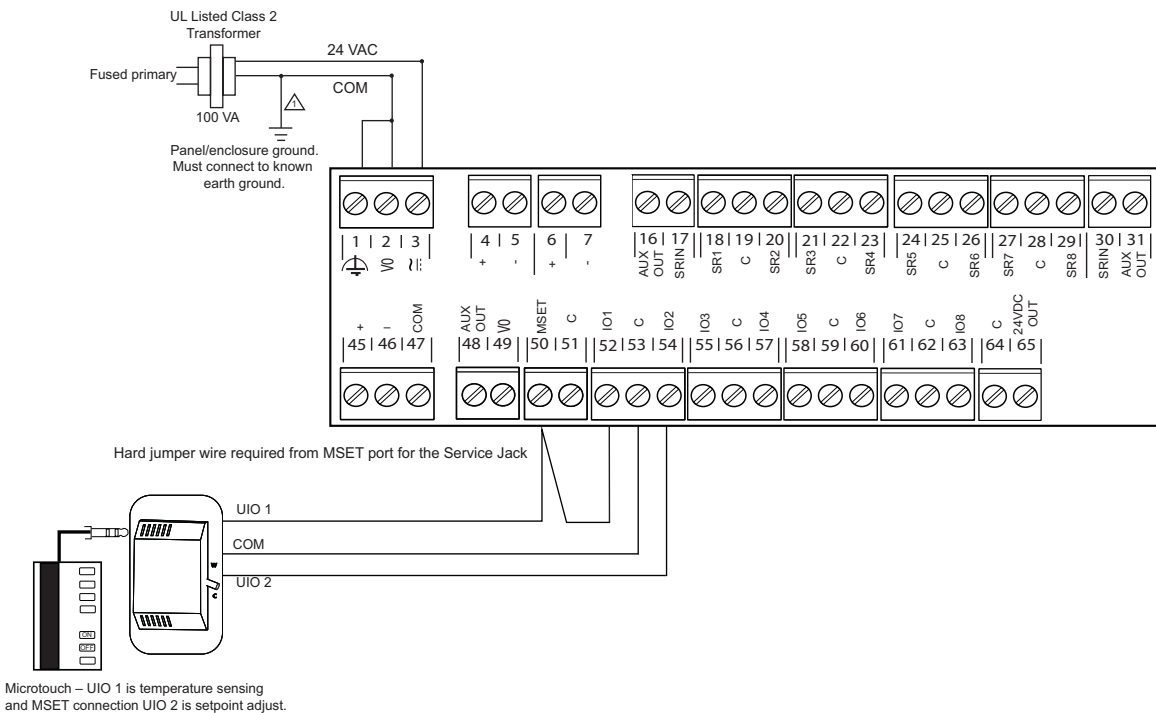 UL Listed Class 2
Transformer
24 VAC
Fused primary
COM
1
100 VA
Panel/enclosure ground.
Must connect to known
earth ground.
|1|2|3| 4|5 |6|7 |16|17|18|19|20| |21|22|23| 24|25|26| 27|28|29| 30|31
V0 + - + - AUX OUT SRIN SR1 C SR2 SR3 C SR4 SR5 C SR6 SR7 C SR8 SRIN AUX OUT
+ – COM AUX OUT V0 MSET C IO1 C IO2 IO3 C IO4 IO5 C IO6 IO7 C IO8 C 24VDC OUT
|45|46|47| |48|49| |50|51| |52|53|54| |55|56|57| |58|59|60| |61|62|63| |64|65|
Hard jumper wire required from MSET port for the Service Jack
UIO 1
COM
W
UIO 2
C
ON
OFF
Microtouch – UIO 1 is temperature sensing
and MSET connection UIO 2 is setpoint adjust.